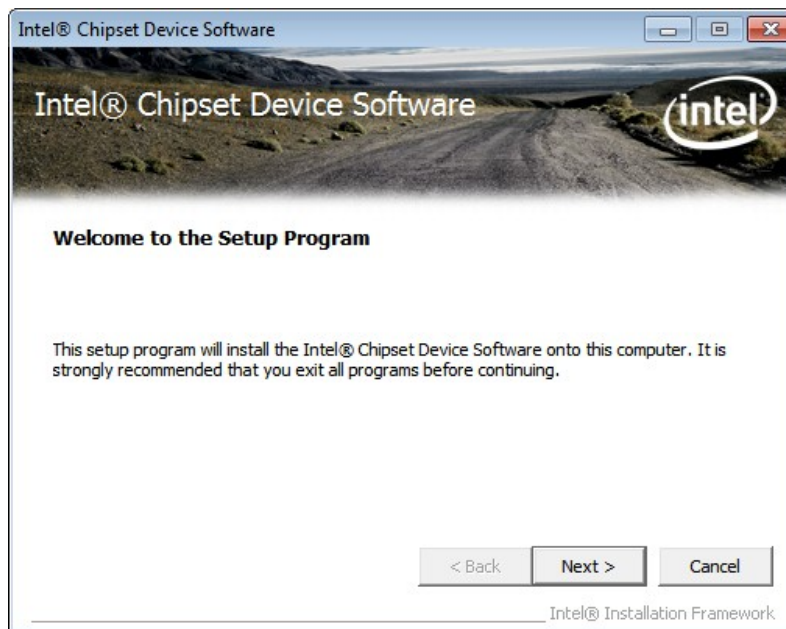 Intel® Chipset Device Software
Intel® Chipset Device Software
intel
Welcome to the Setup Program
This setup program will install the Intel® Chipset Device Software onto this computer. It is
strongly recommended that you exit all programs before continuing.
< Back Next > Cancel
Intel® Installation Framework